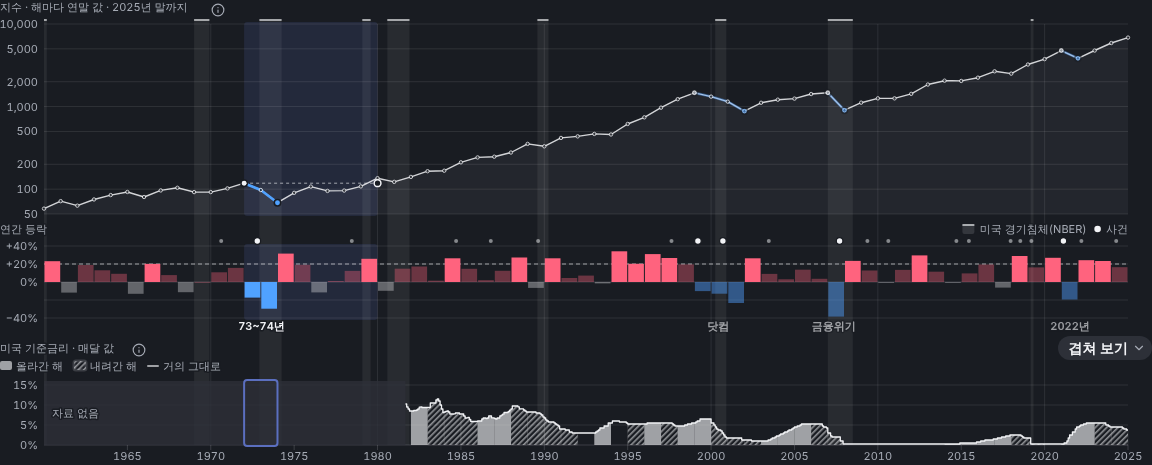 지수 · 해마다 연말 값 · 2025년 말까지
10,000
5,000
2,000
1,000
500
200
100
50
연간 등락
미국 경기침체(NBER) 사건
+40%
+20%
0%
−40%
73~74년 닷컴 금융위기 2022년
미국 기준금리 · 매달 값
겹쳐 보기
올라간 해 내려간 해 거의 그대로
15%
자료 없음
10%
5%
0%
1965 1970 1975 1980 1985 1990 1995 2000 2005 2010 2015 2020 2025